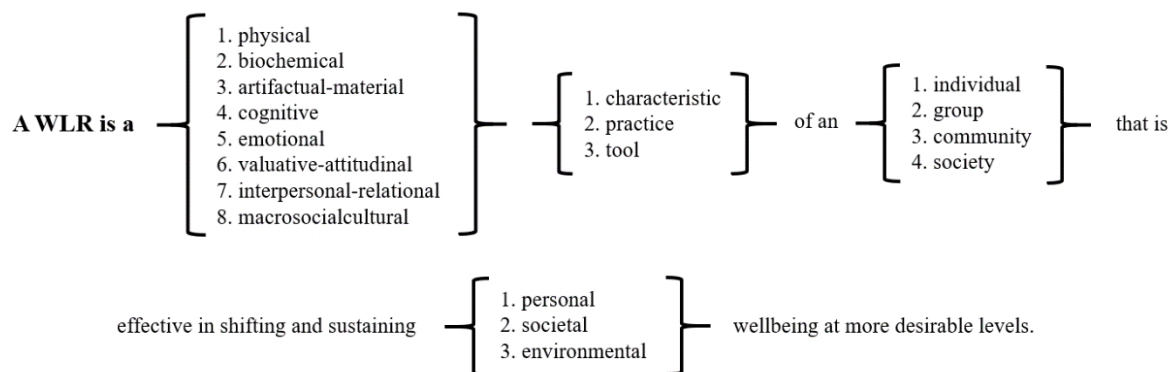 A WLR is a
1. physical
2. biochemical
3. artifactual-material
4. cognitive
5. emotional
6. valuative-attitudinal
7. interpersonal-relational
8. macrosocialcultural
1. characteristic
2. practice
3. tool
of an
1. individual
2. group
3. community
4. society
that is
effective in shifting and sustaining
1. personal
2. societal
3. environmental
wellbeing at more desirable levels.